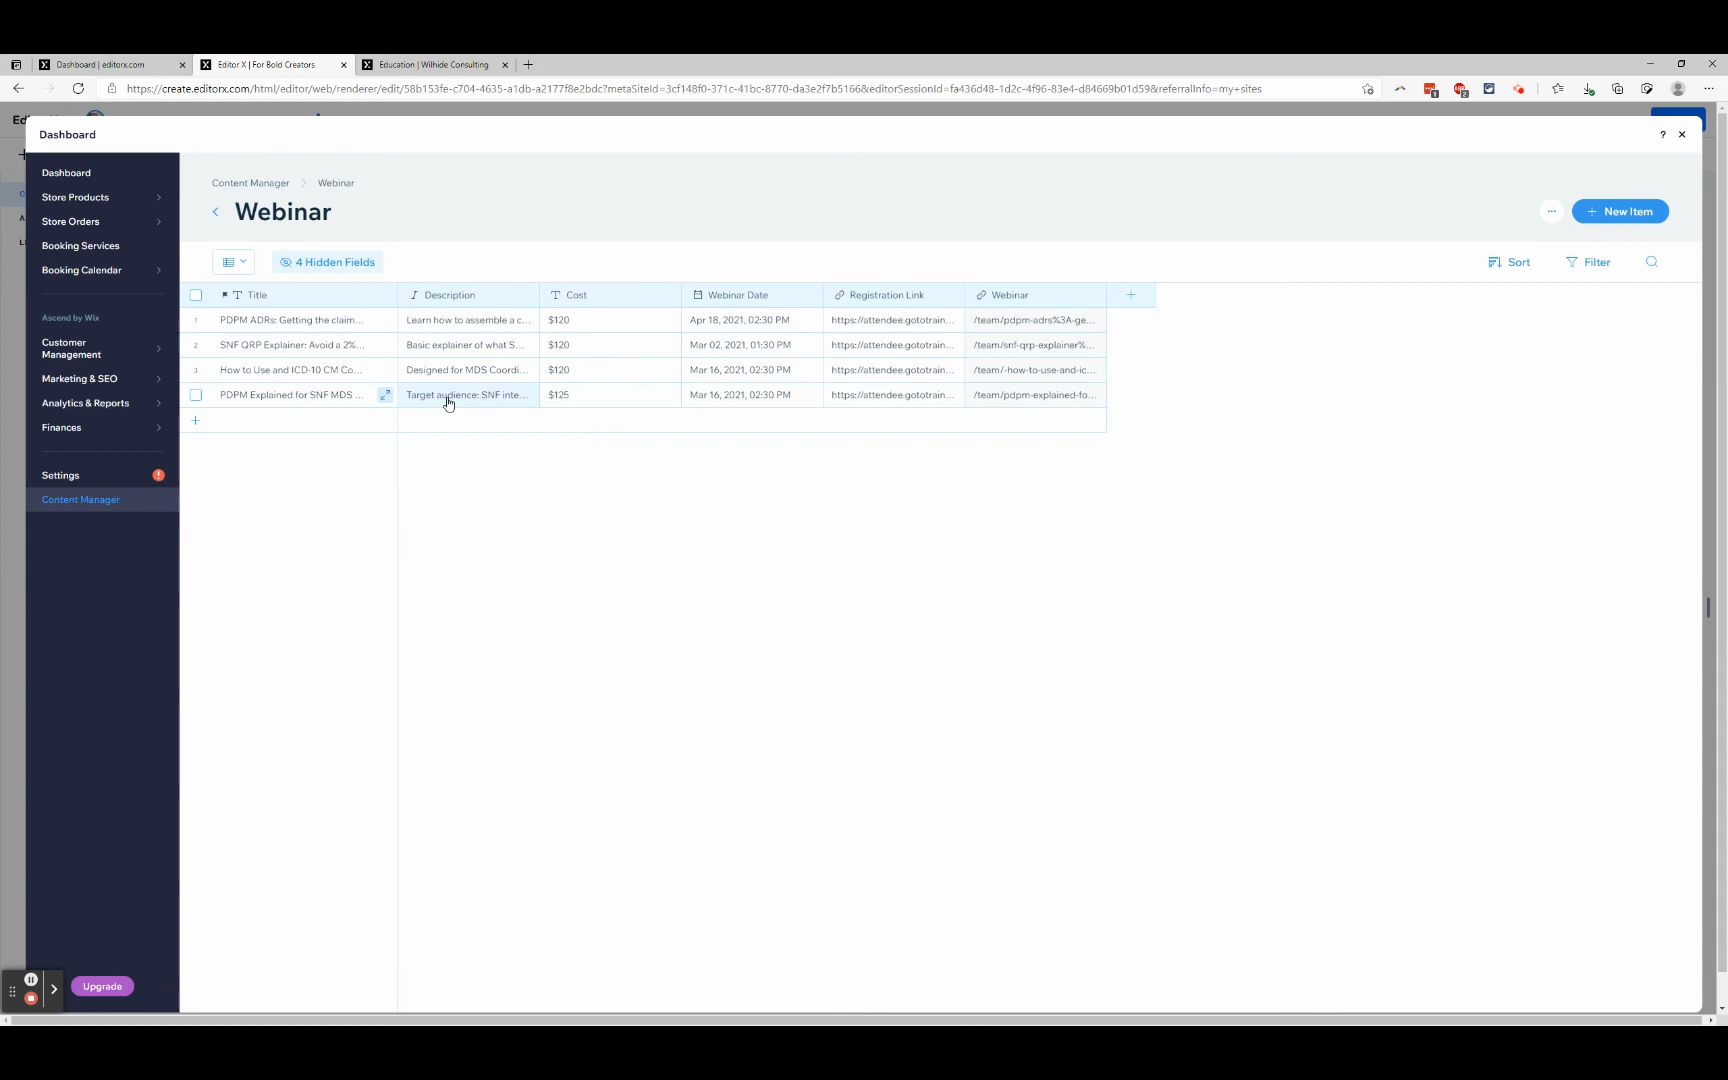 Dashboard | editorx.com
Editor X | For Bold Creators
Education | Wilhide Consulting
https://create.editorx.com/html/editor/web/renderer/edit/58b153fe-c704-4635-a1db-a2177f8e2bdc?metaSiteId=3cf148f0-371c-41bc-8770-da3e2f7b5166&editorSessionId=fa436d48-1d2c-4f96-83e4-d84669b01d59&referralInfo=my+sites
Dashboard
?
Dashboard
Store Products
Store Orders
Booking Services
Booking Calendar
Ascend by Wix
Customer
Management
Marketing & SEO
Analytics & Reports
Finances
Settings
Content Manager
Upgrade
Content Manager > Webinar
Webinar
+ New Item
4 Hidden Fields
Sort
Filter
Title Description Cost Webinar Date Registration Link Webinar
1 PDPM ADRs: Getting the claim... Learn how to assemble a c... $120 Apr 18, 2021, 02:30 PM https://attendee.gototrain... /team/pdpm-adrs%3A-ge...
2 SNF QRP Explainer: Avoid a 2%... Basic explainer of what S... $120 Mar 02, 2021, 01:30 PM https://attendee.gototrain... /team/snf-qrp-explainer%...
3 How to Use and ICD-10 CM Co... Designed for MDS Coordi... $120 Mar 16, 2021, 02:30 PM https://attendee.gototrain... /team/-how-to-use-and-ic...
PDPM Explained for SNF MDS ... Target audience: SNF inte... $125 Mar 16, 2021, 02:30 PM https://attendee.gototrain... /team/pdpm-explained-fo...